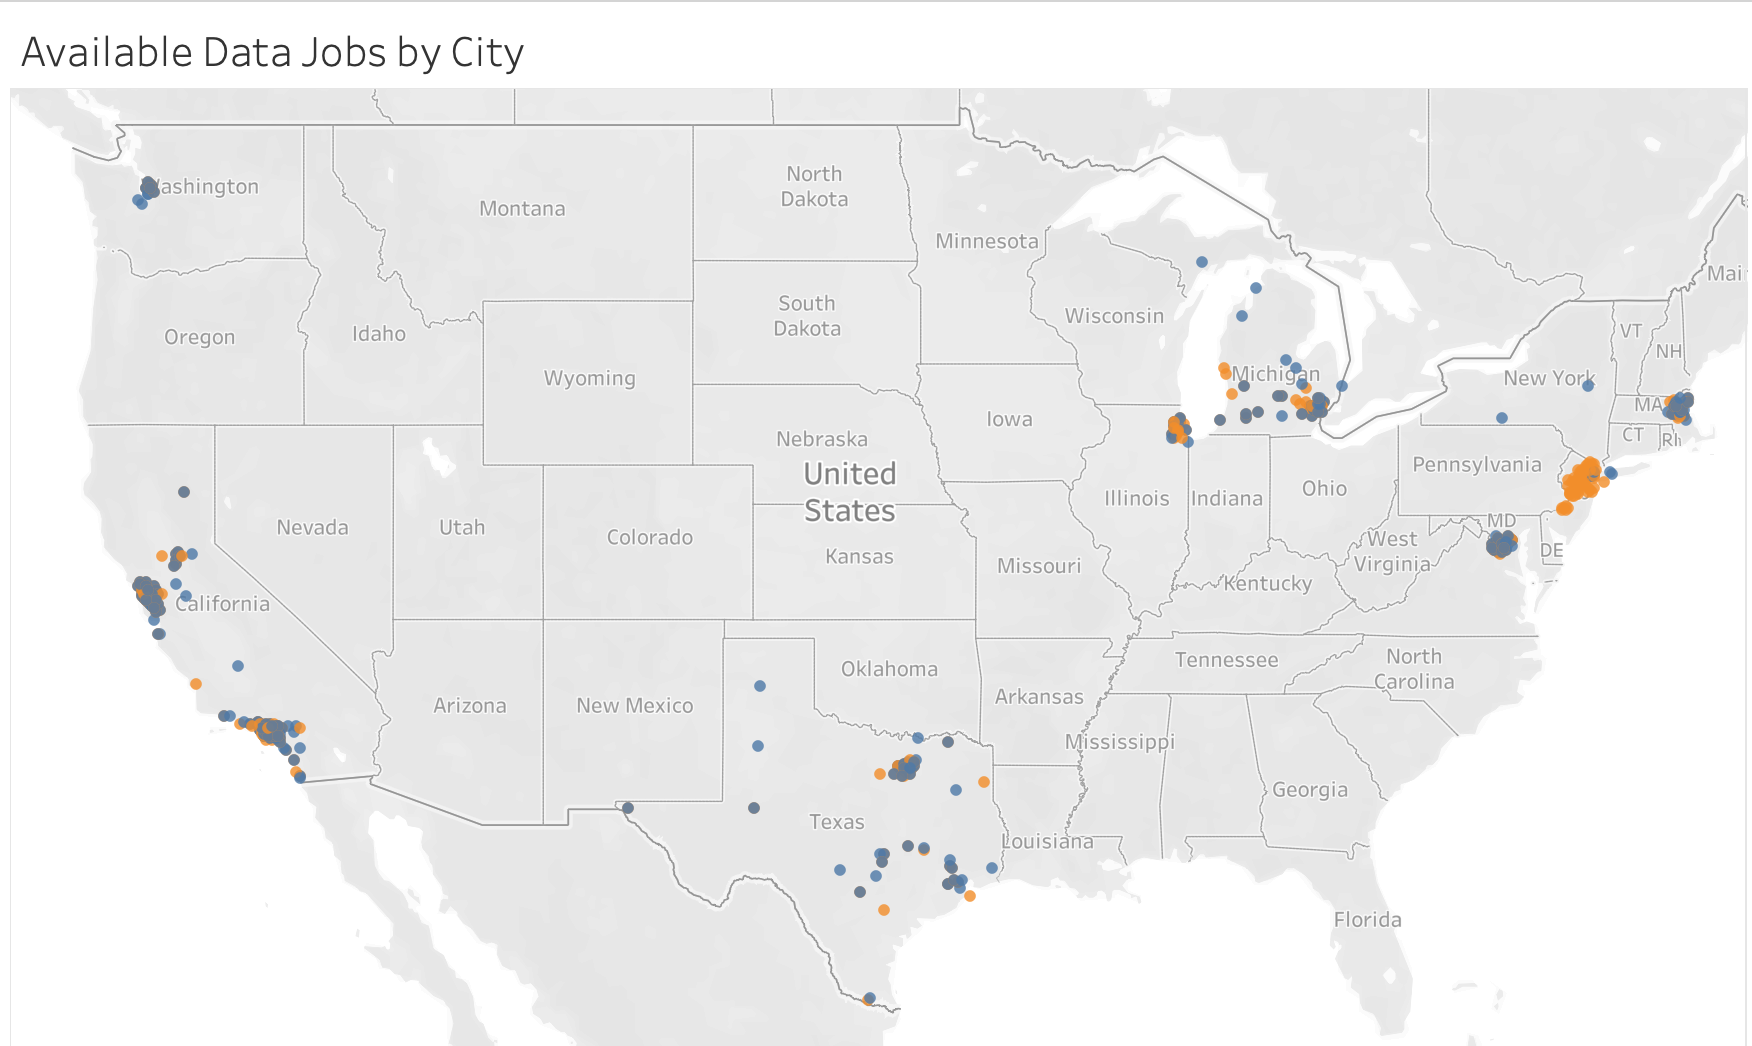 Available Data Jobs by City
Washington
Montana
North
Dakota
Minnesota
Mai
South
Dakota
Wisconsin
Oregon
Idaho
VT
NH
Wyoming
Michigan
New York
MA
Iowa
CT
RI
Nebraska
United
States
Pennsylvania
Illinois
Indiana
Ohio
Nevada
Utah
Colorado
Kansas
MD
West
Virginia
DE
Missouri
Kentucky
California
Oklahoma
Tennessee
North
Carolina
Arizona
New Mexico
Arkansas
Mississippi
Georgia
Texas
Louisiana
Florida